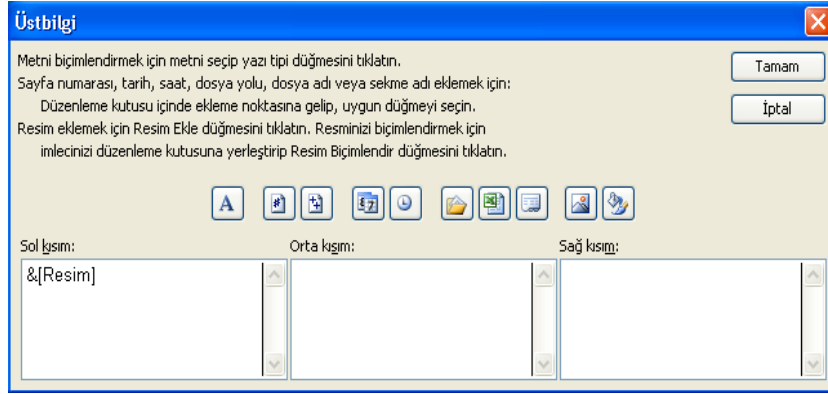 Üstbilgi
Metni biçimlendirmek için metni seçip yazı tipi düğmesini tıklatın.
Sayfa numarası, tarih, saat, dosya yolu, dosya adı veya sekme adı eklemek için:
Düzenleme kutusu içinde ekleme noktasına gelip, uygun düğmeyi seçin.
Resim eklemek için Resim Ekle düğmesini tıklatın. Resminizi biçimlendirmek için
imlecinizi düzenleme kutusuna yerleştirip Resim Biçimlendir düğmesini tıklatın.
Tamam
İptal
A
Sol kısım:
Orta kısım:
Sağ kısım:
&[Resim]